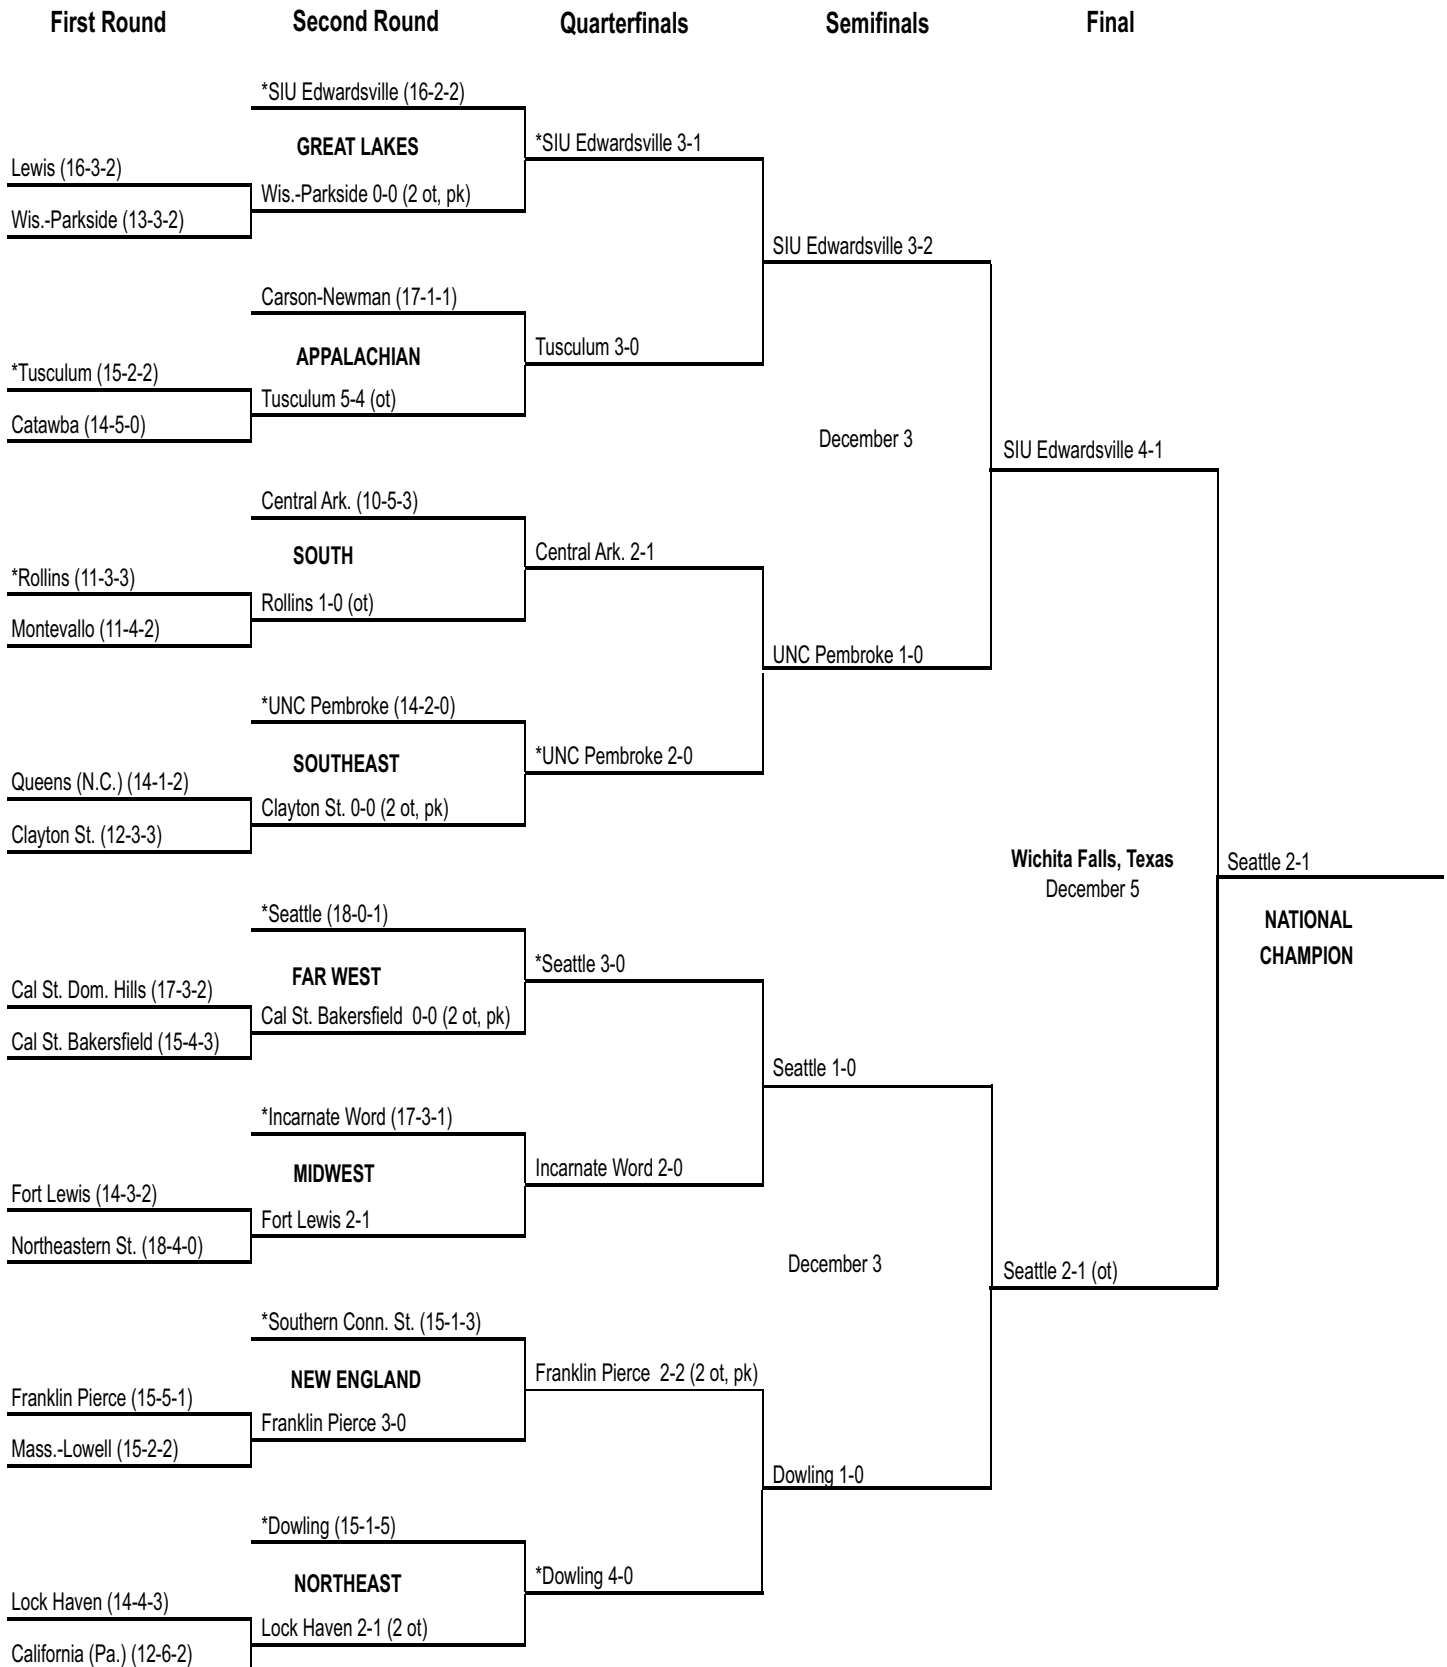 First Round
Second Round
Quarterfinals
Semifinals
Final
*SIU Edwardsville (16-2-2)
GREAT LAKES
*SIU Edwardsville 3-1
Lewis (16-3-2)
Wis.-Parkside 0-0 (2 ot, pk)
Wis.-Parkside (13-3-2)
SIU Edwardsville 3-2
Carson-Newman (17-1-1)
APPALACHIAN
Tusculum 3-0
*Tusculum (15-2-2)
Tusculum 5-4 (ot)
Catawba (14-5-0)
December 3
SIU Edwardsville 4-1
Central Ark. (10-5-3)
SOUTH
Central Ark. 2-1
*Rollins (11-3-3)
Rollins 1-0 (ot)
Montevallo (11-4-2)
UNC Pembroke 1-0
*UNC Pembroke (14-2-0)
SOUTHEAST
*UNC Pembroke 2-0
Queens (N.C.) (14-1-2)
Clayton St. 0-0 (2 ot, pk)
Clayton St. (12-3-3)
Wichita Falls, Texas
December 5
Seattle 2-1
NATIONAL
CHAMPION
*Seattle (18-0-1)
FAR WEST
*Seattle 3-0
Cal St. Dom. Hills (17-3-2)
Cal St. Bakersfield 0-0 (2 ot, pk)
Cal St. Bakersfield (15-4-3)
Seattle 1-0
*Incarnate Word (17-3-1)
MIDWEST
Incarnate Word 2-0
Fort Lewis (14-3-2)
Fort Lewis 2-1
Northeastern St. (18-4-0)
December 3
Seattle 2-1 (ot)
*Southern Conn. St. (15-1-3)
NEW ENGLAND
Franklin Pierce 2-2 (2 ot, pk)
Franklin Pierce (15-5-1)
Franklin Pierce 3-0
Mass.-Lowell (15-2-2)
Dowling 1-0
*Dowling (15-1-5)
NORTHEAST
*Dowling 4-0
Lock Haven (14-4-3)
Lock Haven 2-1 (2 ot)
California (Pa.) (12-6-2)